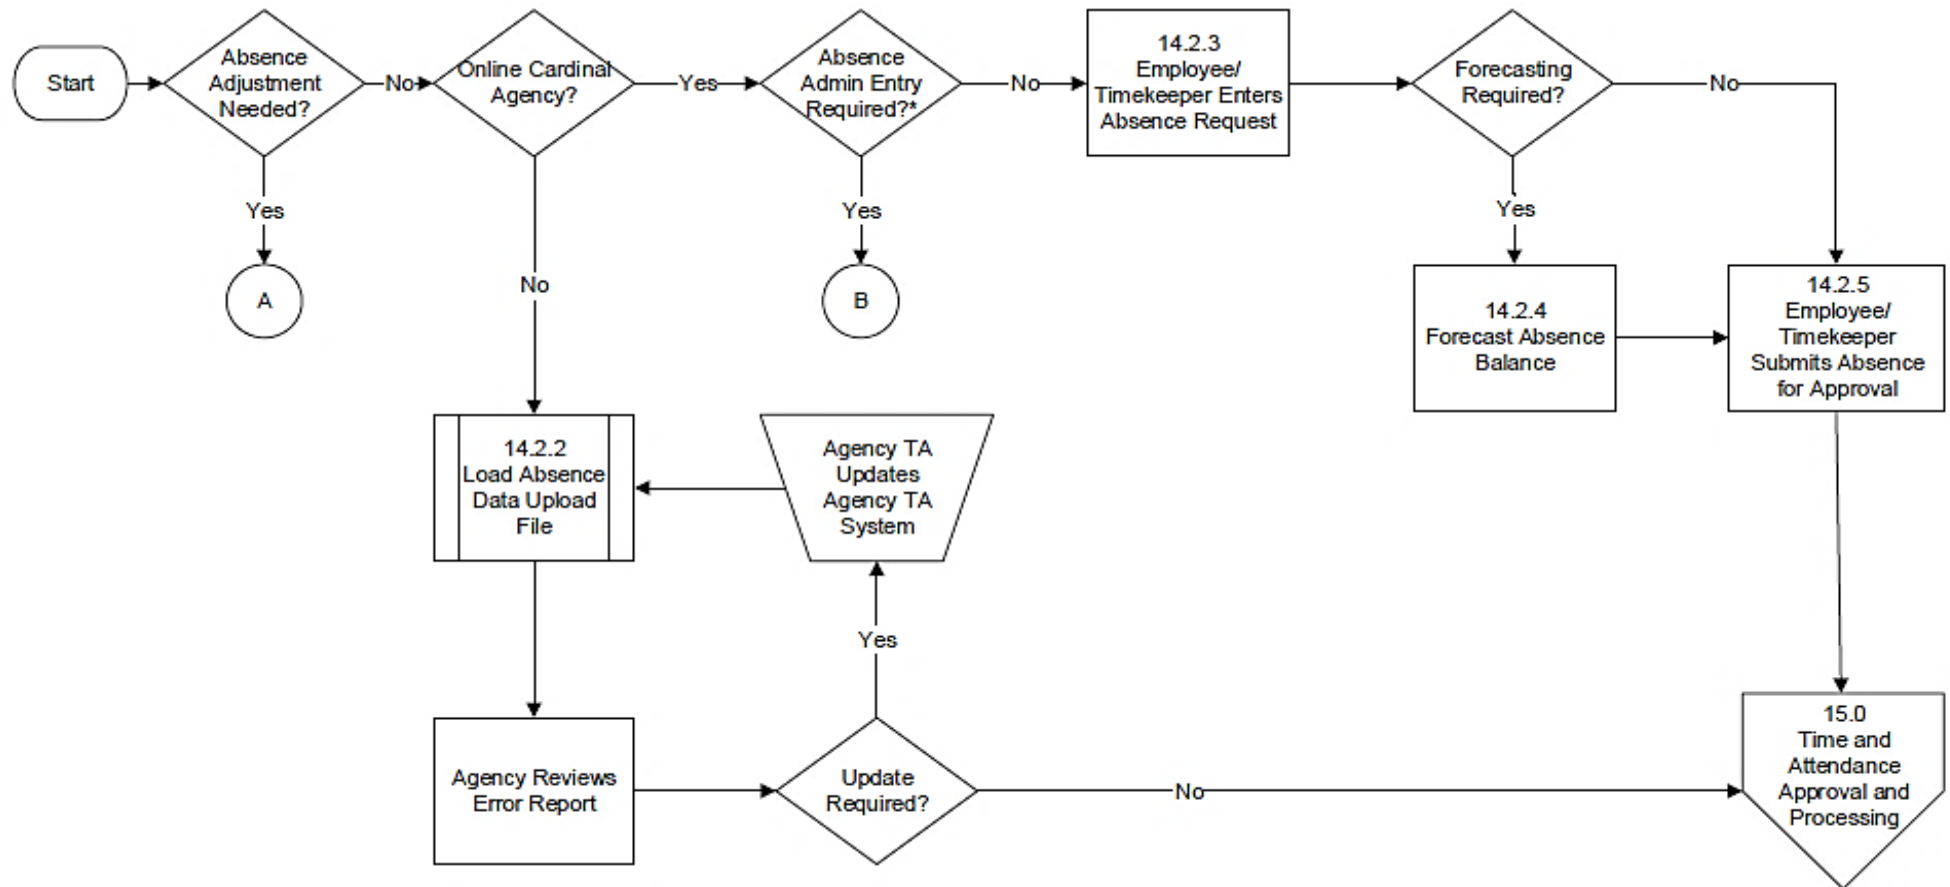 Start
Absence
Adjustment
Needed?
No
Online Cardinal
Agency?
Yes
Absence
Admin Entry
Required?*
No
14.2.3
Employee/
Timekeeper Enters
Absence Request
Forecasting
Required?
No
Yes
Yes
Yes
A
No
B
14.2.4
Forecast Absence
Balance
14.2.5
Employee/
Timekeeper
Submits Absence
for Approval
14.2.2
Load Absence
Data Upload
File
Agency TA
Updates
Agency TA
System
Yes
Agency Reviews
Error Report
Update
Required?
No
15.0
Time and
Attendance
Approval and
Processing